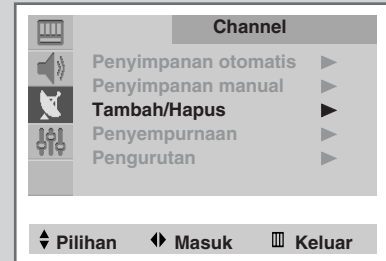 Channel
Penyimpanan otomatis
Penyimpanan manual
Tambah/Hapus
Penyempurnaan
Pengurutan
Pilihan Masuk Keluar